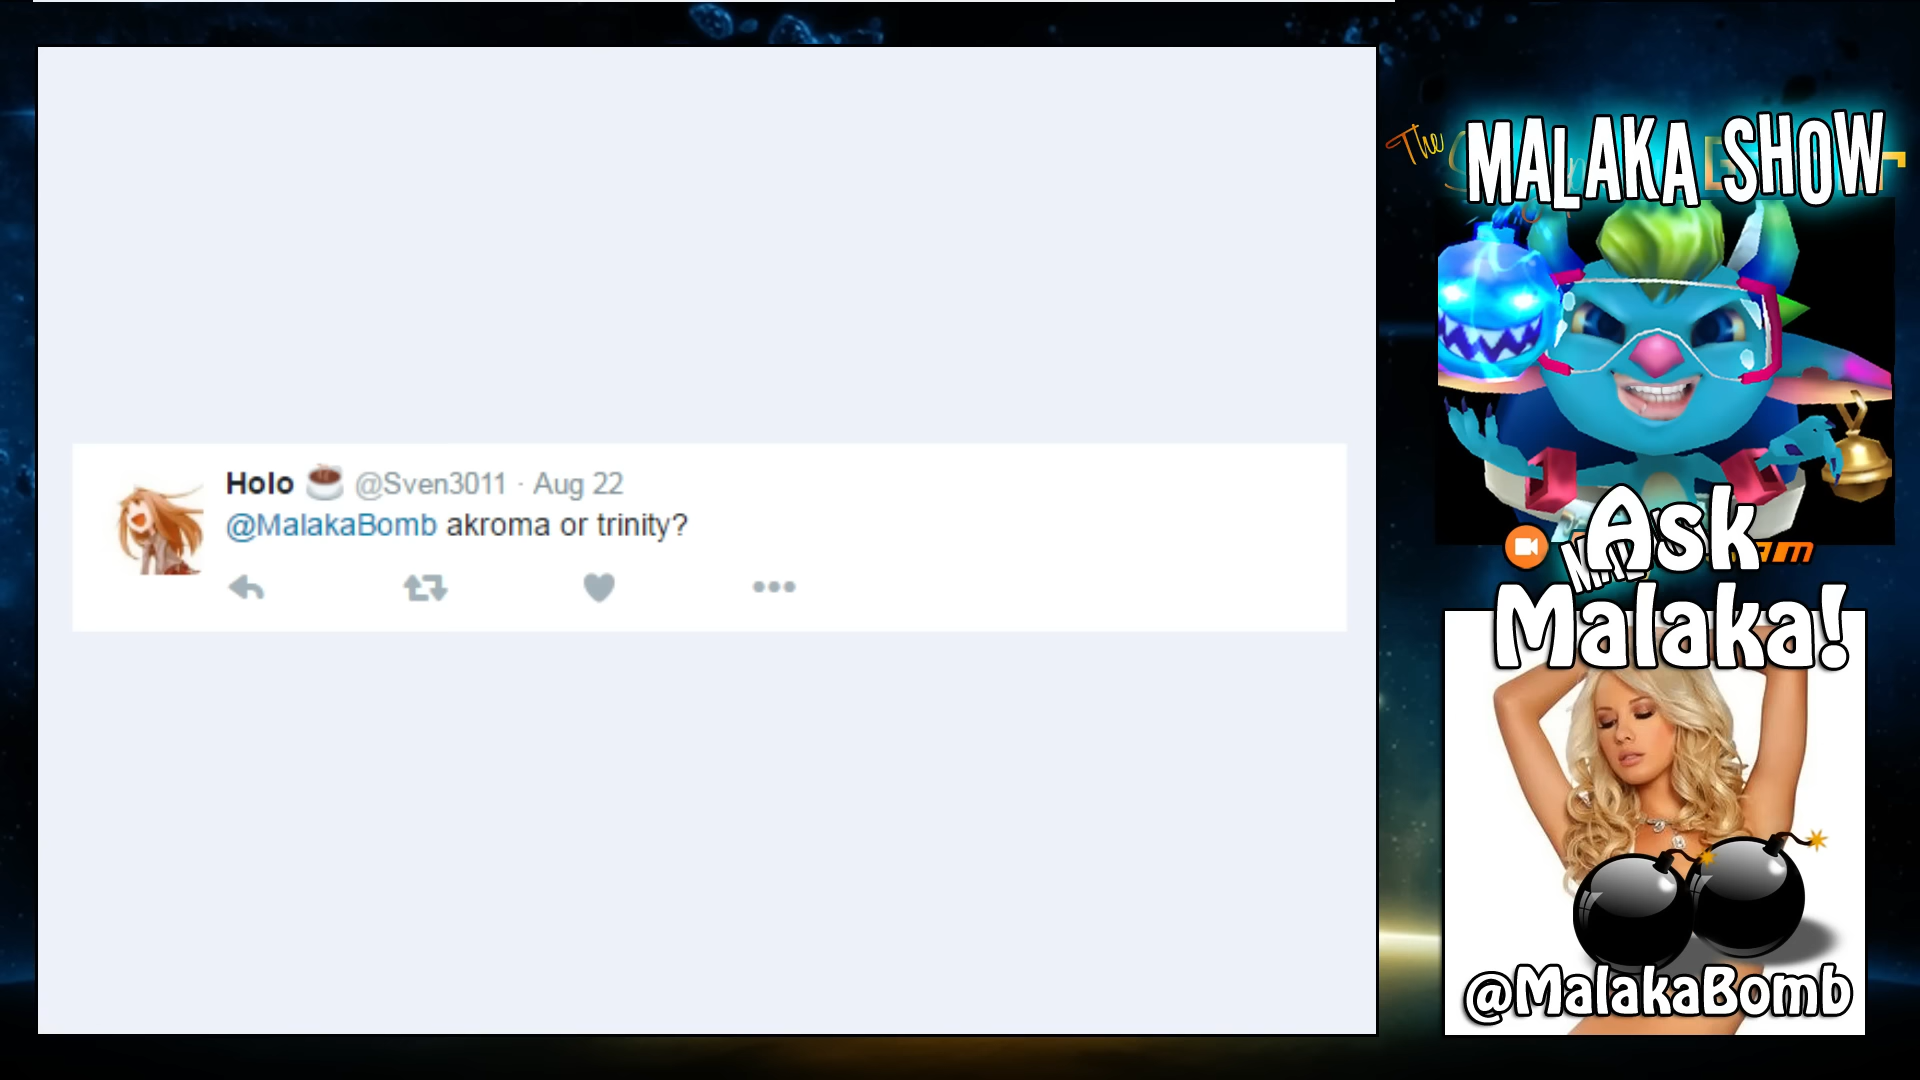 Holo @Sven3011 · Aug 22
@MalakaBomb akroma or trinity?
The
MALAKA SHOW
Ask
Malaka!
@MalakaBomb